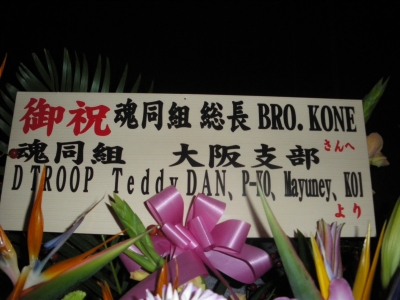 御祝 魂同組 総長 BRO. KONE さんへ
魂同組 大阪支部
D TROOP Teddy DAN、P-KO、Mayuney、KOI より